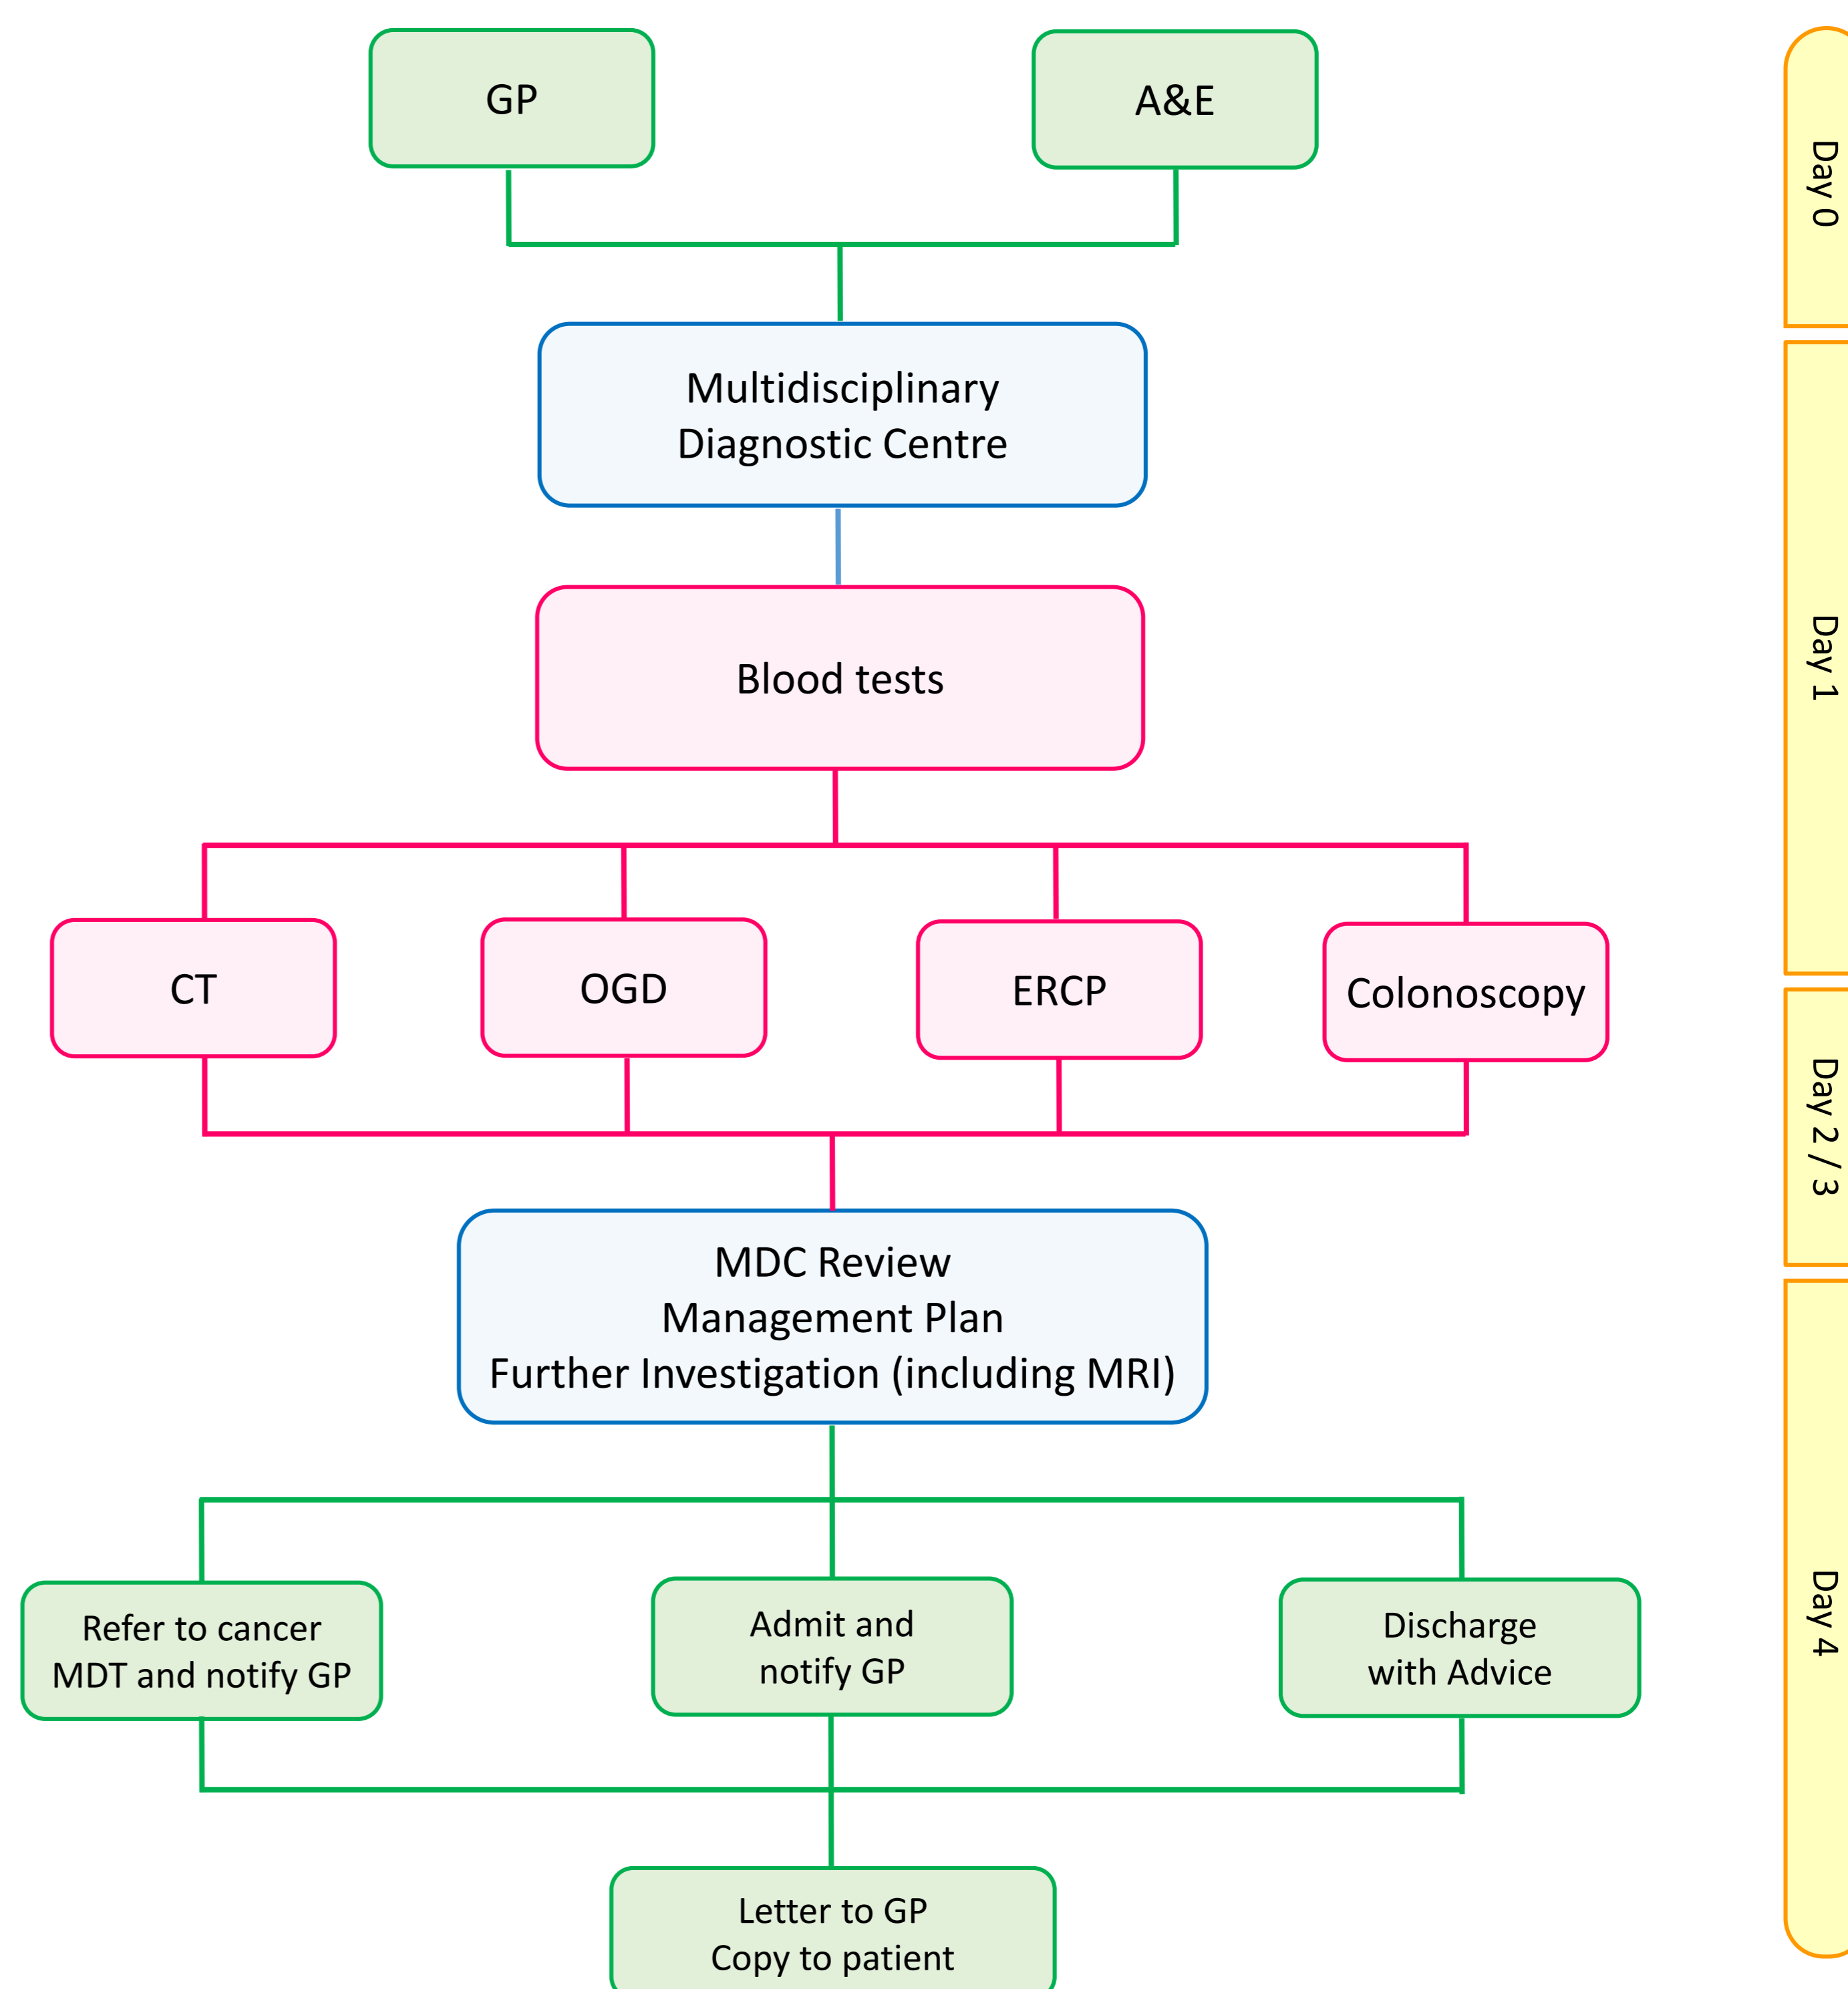 GP
A&E
Day 0
Multidisciplinary
Diagnostic Centre
Blood tests
Day 1
CT
OGD
ERCP
Colonoscopy
Day 2 / 3
MDC Review
Management Plan
Further Investigation (including MRI)
Refer to cancer
MDT and notify GP
Admit and
notify GP
Discharge
with Advice
Day 4
Letter to GP
Copy to patient